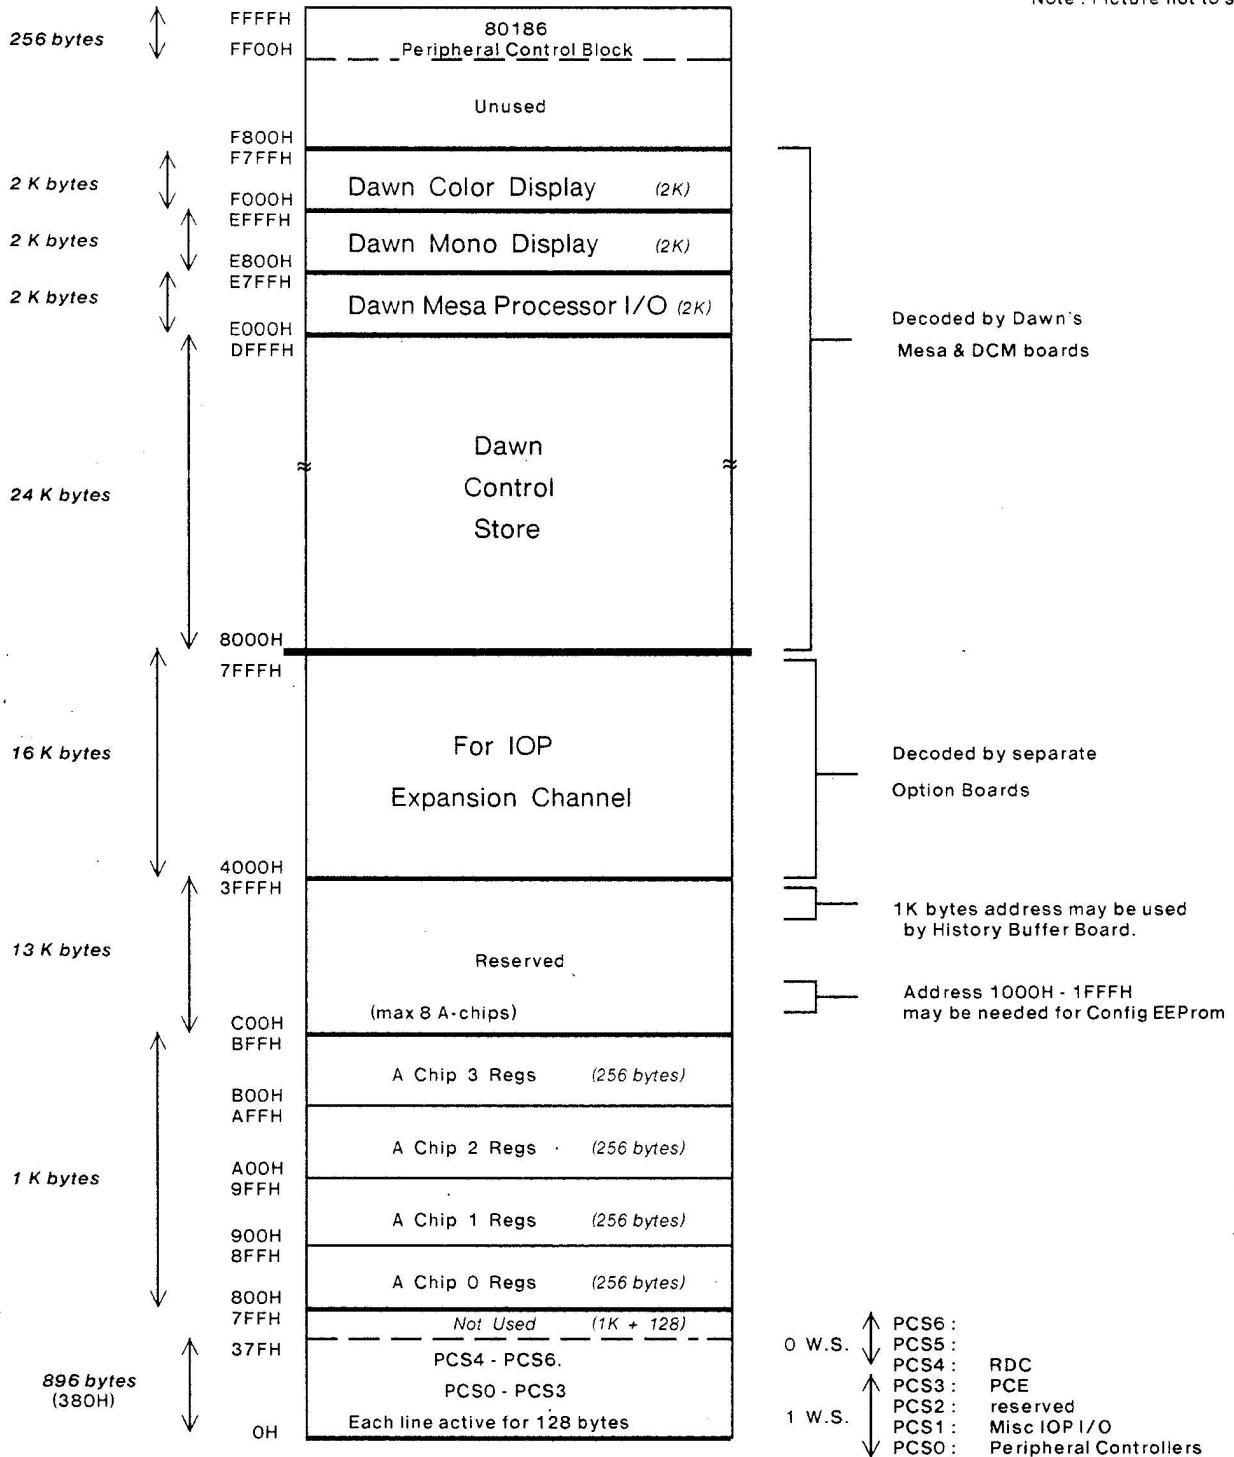 Note : Picture not to s
FFFFH
256 bytes
FF00H
80186
Peripheral Control Block
Unused
F800H
F7FFH
2 K bytes
Dawn Color Display (2K)
F000H
EFFFH
2 K bytes
Dawn Mono Display (2K)
E800H
E7FFH
2 K bytes
Dawn Mesa Processor I/O (2K)
E000H
DFFFH
Decoded by Dawn's
Mesa & DCM boards
24 K bytes
Dawn
Control
Store
8000H
7FFFH
16 K bytes
For IOP
Expansion Channel
Decoded by separate
Option Boards
4000H
3FFFH
13 K bytes
Reserved
(max 8 A-chips)
1K bytes address may be used
by History Buffer Board.
Address 1000H - 1FFFH
may be needed for Config EEProm
C00H
BFFH
A Chip 3 Regs (256 bytes)
B00H
AFFH
1 K bytes
A Chip 2 Regs (256 bytes)
A00H
9FFH
A Chip 1 Regs (256 bytes)
900H
8FFH
A Chip 0 Regs (256 bytes)
800H
7FFH
Not Used (1K + 128)
37FH
896 bytes
(380H)
PCS4 - PCS6.
PCS0 - PCS3
Each line active for 128 bytes
0H
0 W.S.
1 W.S.
PCS6 :
PCS5 :
PCS4 : RDC
PCS3 : PCE
PCS2 : reserved
PCS1 : Misc IOP I/O
PCS0 : Peripheral Controllers